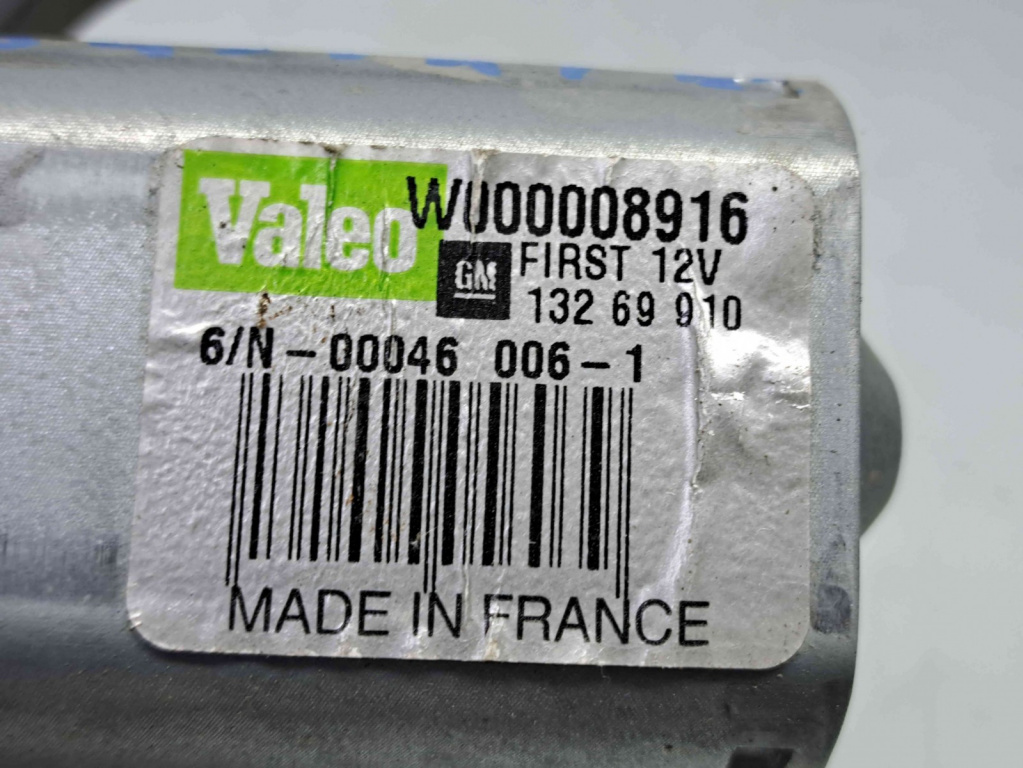 Valeo W000008916
GM FIRST 12V
132 69 910
6/N-00046 006-1
MADE IN FRANCE